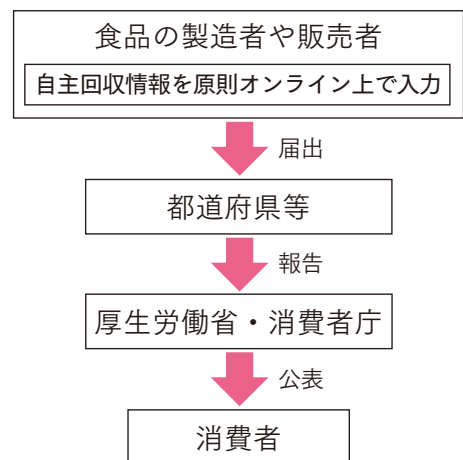 食品の製造者や販売者
自主回収情報を原則オンライン上で入力
届出
都道府県等
報告
厚生労働省・消費者庁
公表
消費者